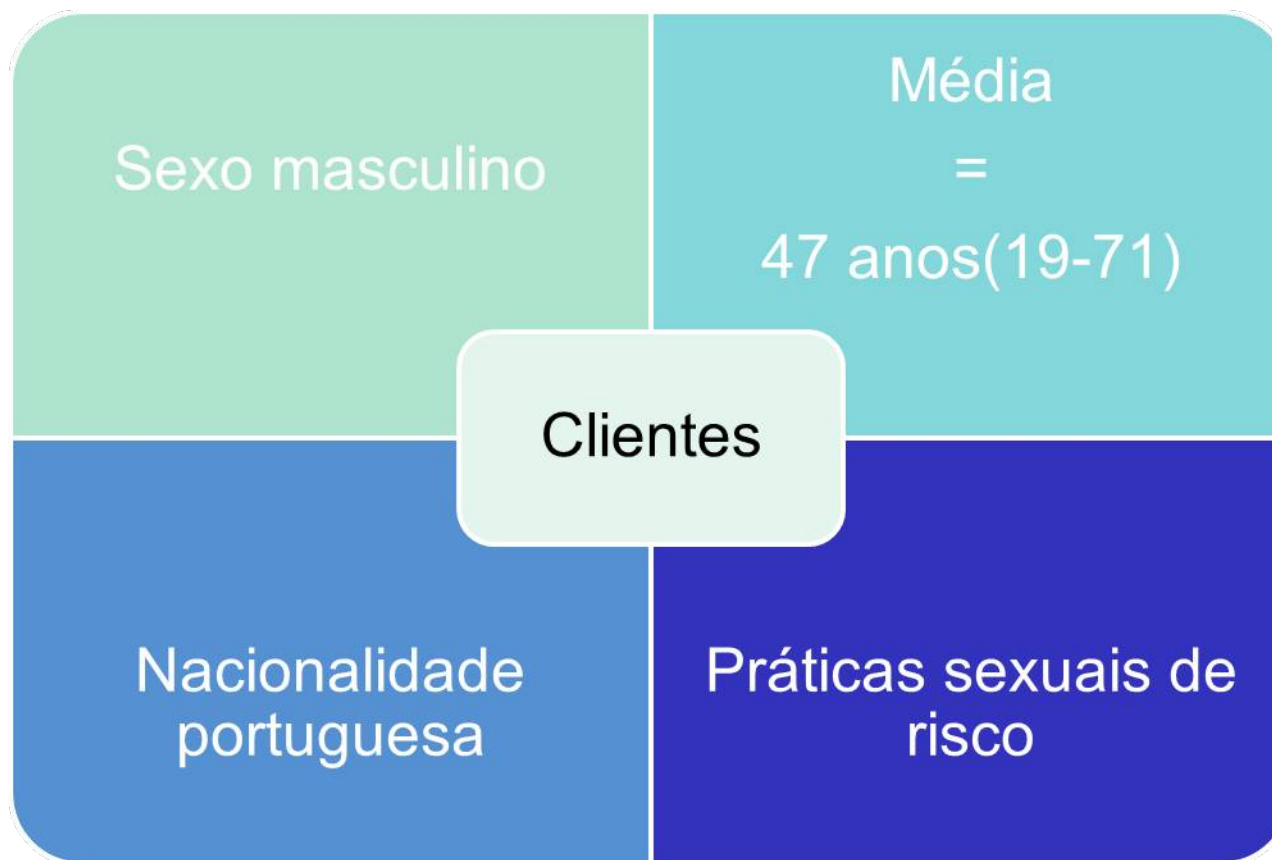 Sexo masculino
Média
=
47 anos(19-71)
Clientes
Nacionalidade
portuguesa
Práticas sexuais de
risco